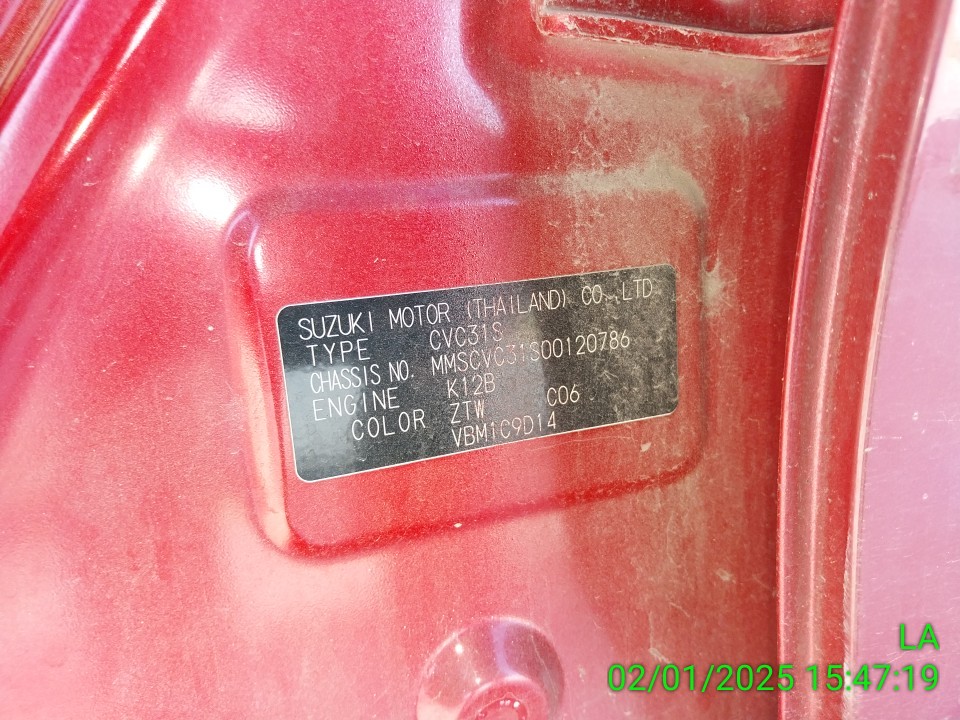 SUZUKI MOTOR (THAILAND) CO.,LTD.
TYPE CVC31S
CHASSIS NO. MMSCVC31S00120786
ENGINE K12B
COLOR ZTW C06
VBM1C9D14
LA
02/01/2025 15:47:19